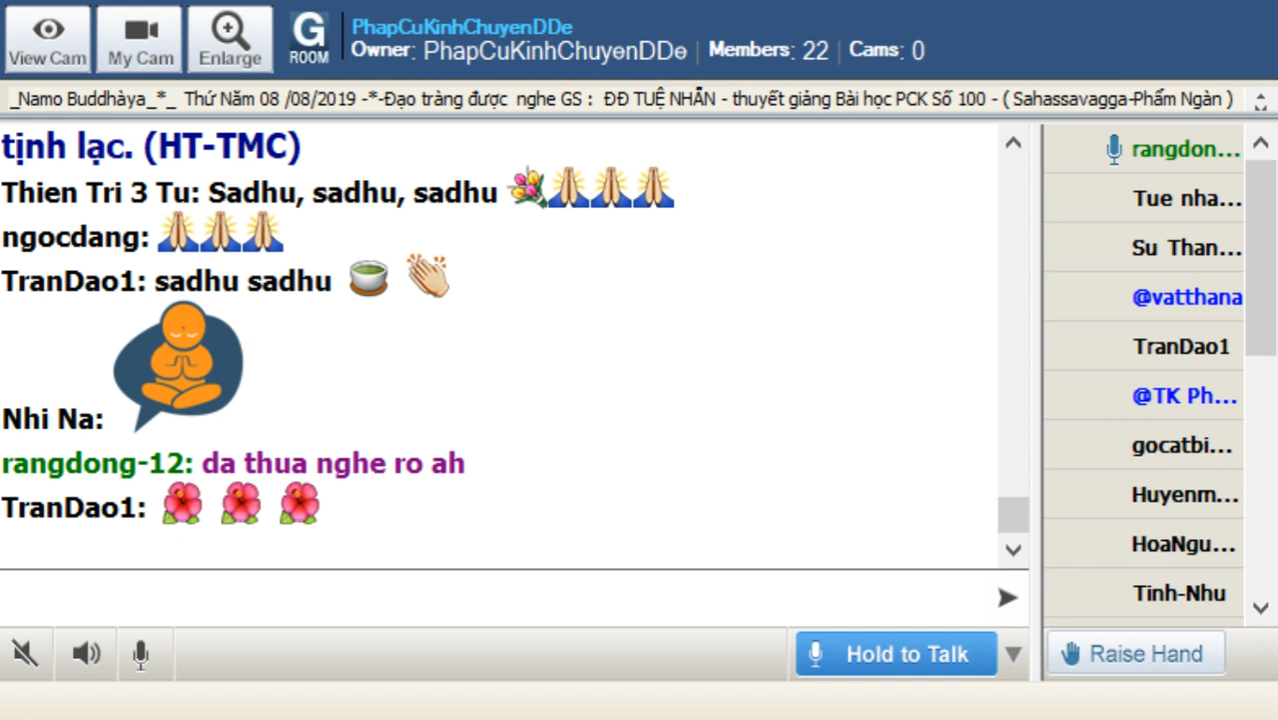 View Cam
My Cam
Enlarge
G
ROOM
PhapCuKinhChuyenDDe
Owner: PhapCuKinhChuyenDDe | Members: 22 | Cams: 0
_Namo Buddhàya_*_ Thứ Năm 08 /08/2019 -*-Đạo tràng được nghe GS : ĐĐ TUỆ NHẪN - thuyết giảng Bài học PCK Số 100 - ( Sahassavagga-Phẩm Ngàn )
tịnh lạc. (HT-TMC)
Thien Tri 3 Tu: Sadhu, sadhu, sadhu
ngocdang:
TranDao1: sadhu sadhu
Nhi Na:
rangdong-12: da thua nghe ro ah
TranDao1:
rangdon...
Tue nha...
Su Than...
@vatthana
TranDao1
@TK Ph...
gocatbi...
Huyenm...
HoaNgu...
Tinh-Nhu
Hold to Talk
Raise Hand